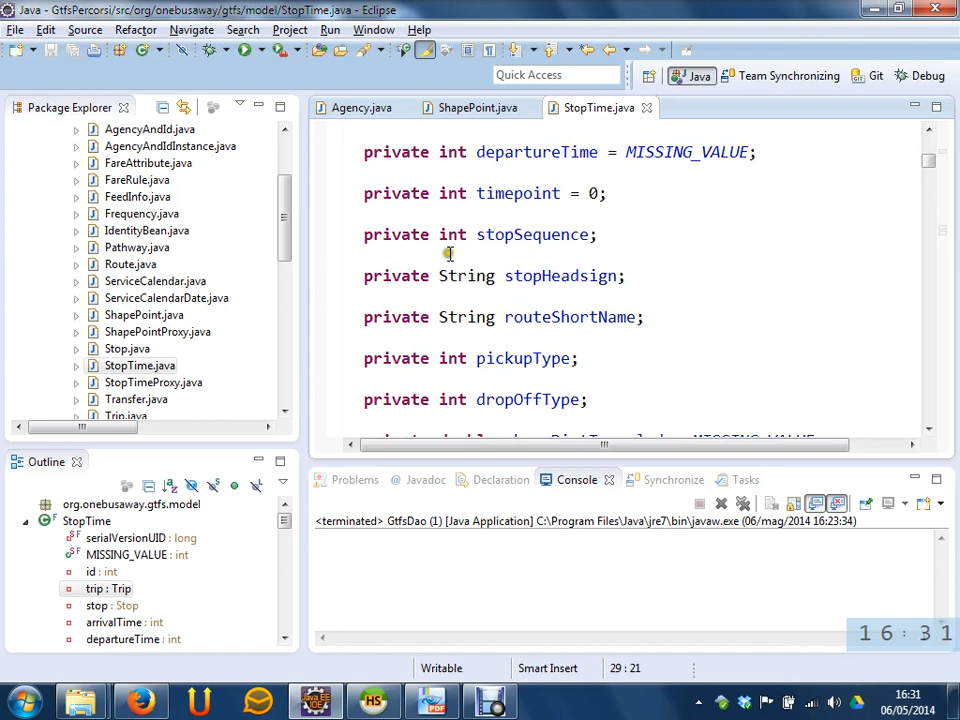 Java - GtfsPercorsi/src/org/onebusaway/gtfs/model/StopTime.java - Eclipse
File Edit Source Refactor Navigate Search Project Run Window Help
Quick Access
Java Team Synchronizing Git Debug
Package Explorer
AgencyAndId.java
AgencyAndIdInstance.java
FareAttribute.java
FareRule.java
FeedInfo.java
Frequency.java
IdentityBean.java
Pathway.java
Route.java
ServiceCalendar.java
ServiceCalendarDate.java
ShapePoint.java
ShapePointProxy.java
Stop.java
StopTime.java
StopTimeProxy.java
Transfer.java
Trip.java
Agency.java ShapePoint.java StopTime.java
private int departureTime = MISSING_VALUE;
private int timepoint = 0;
private int stopSequence;
private String stopHeadsign;
private String routeShortName;
private int pickupType;
private int dropOffType;
Outline
org.onebusaway.gtfs.model
StopTime
serialVersionUID : long
MISSING_VALUE : int
id : int
trip : Trip
stop : Stop
arrivalTime : int
departureTime : int
Problems Javadoc Declaration Console Synchronize Tasks
<terminated> GtfsDao (1) [Java Application] C:\Program Files\Java\jre7\bin\javaw.exe (06/mag/2014 16:23:34)
16:31
Writable Smart Insert 29 : 21
16:31
06/05/2014